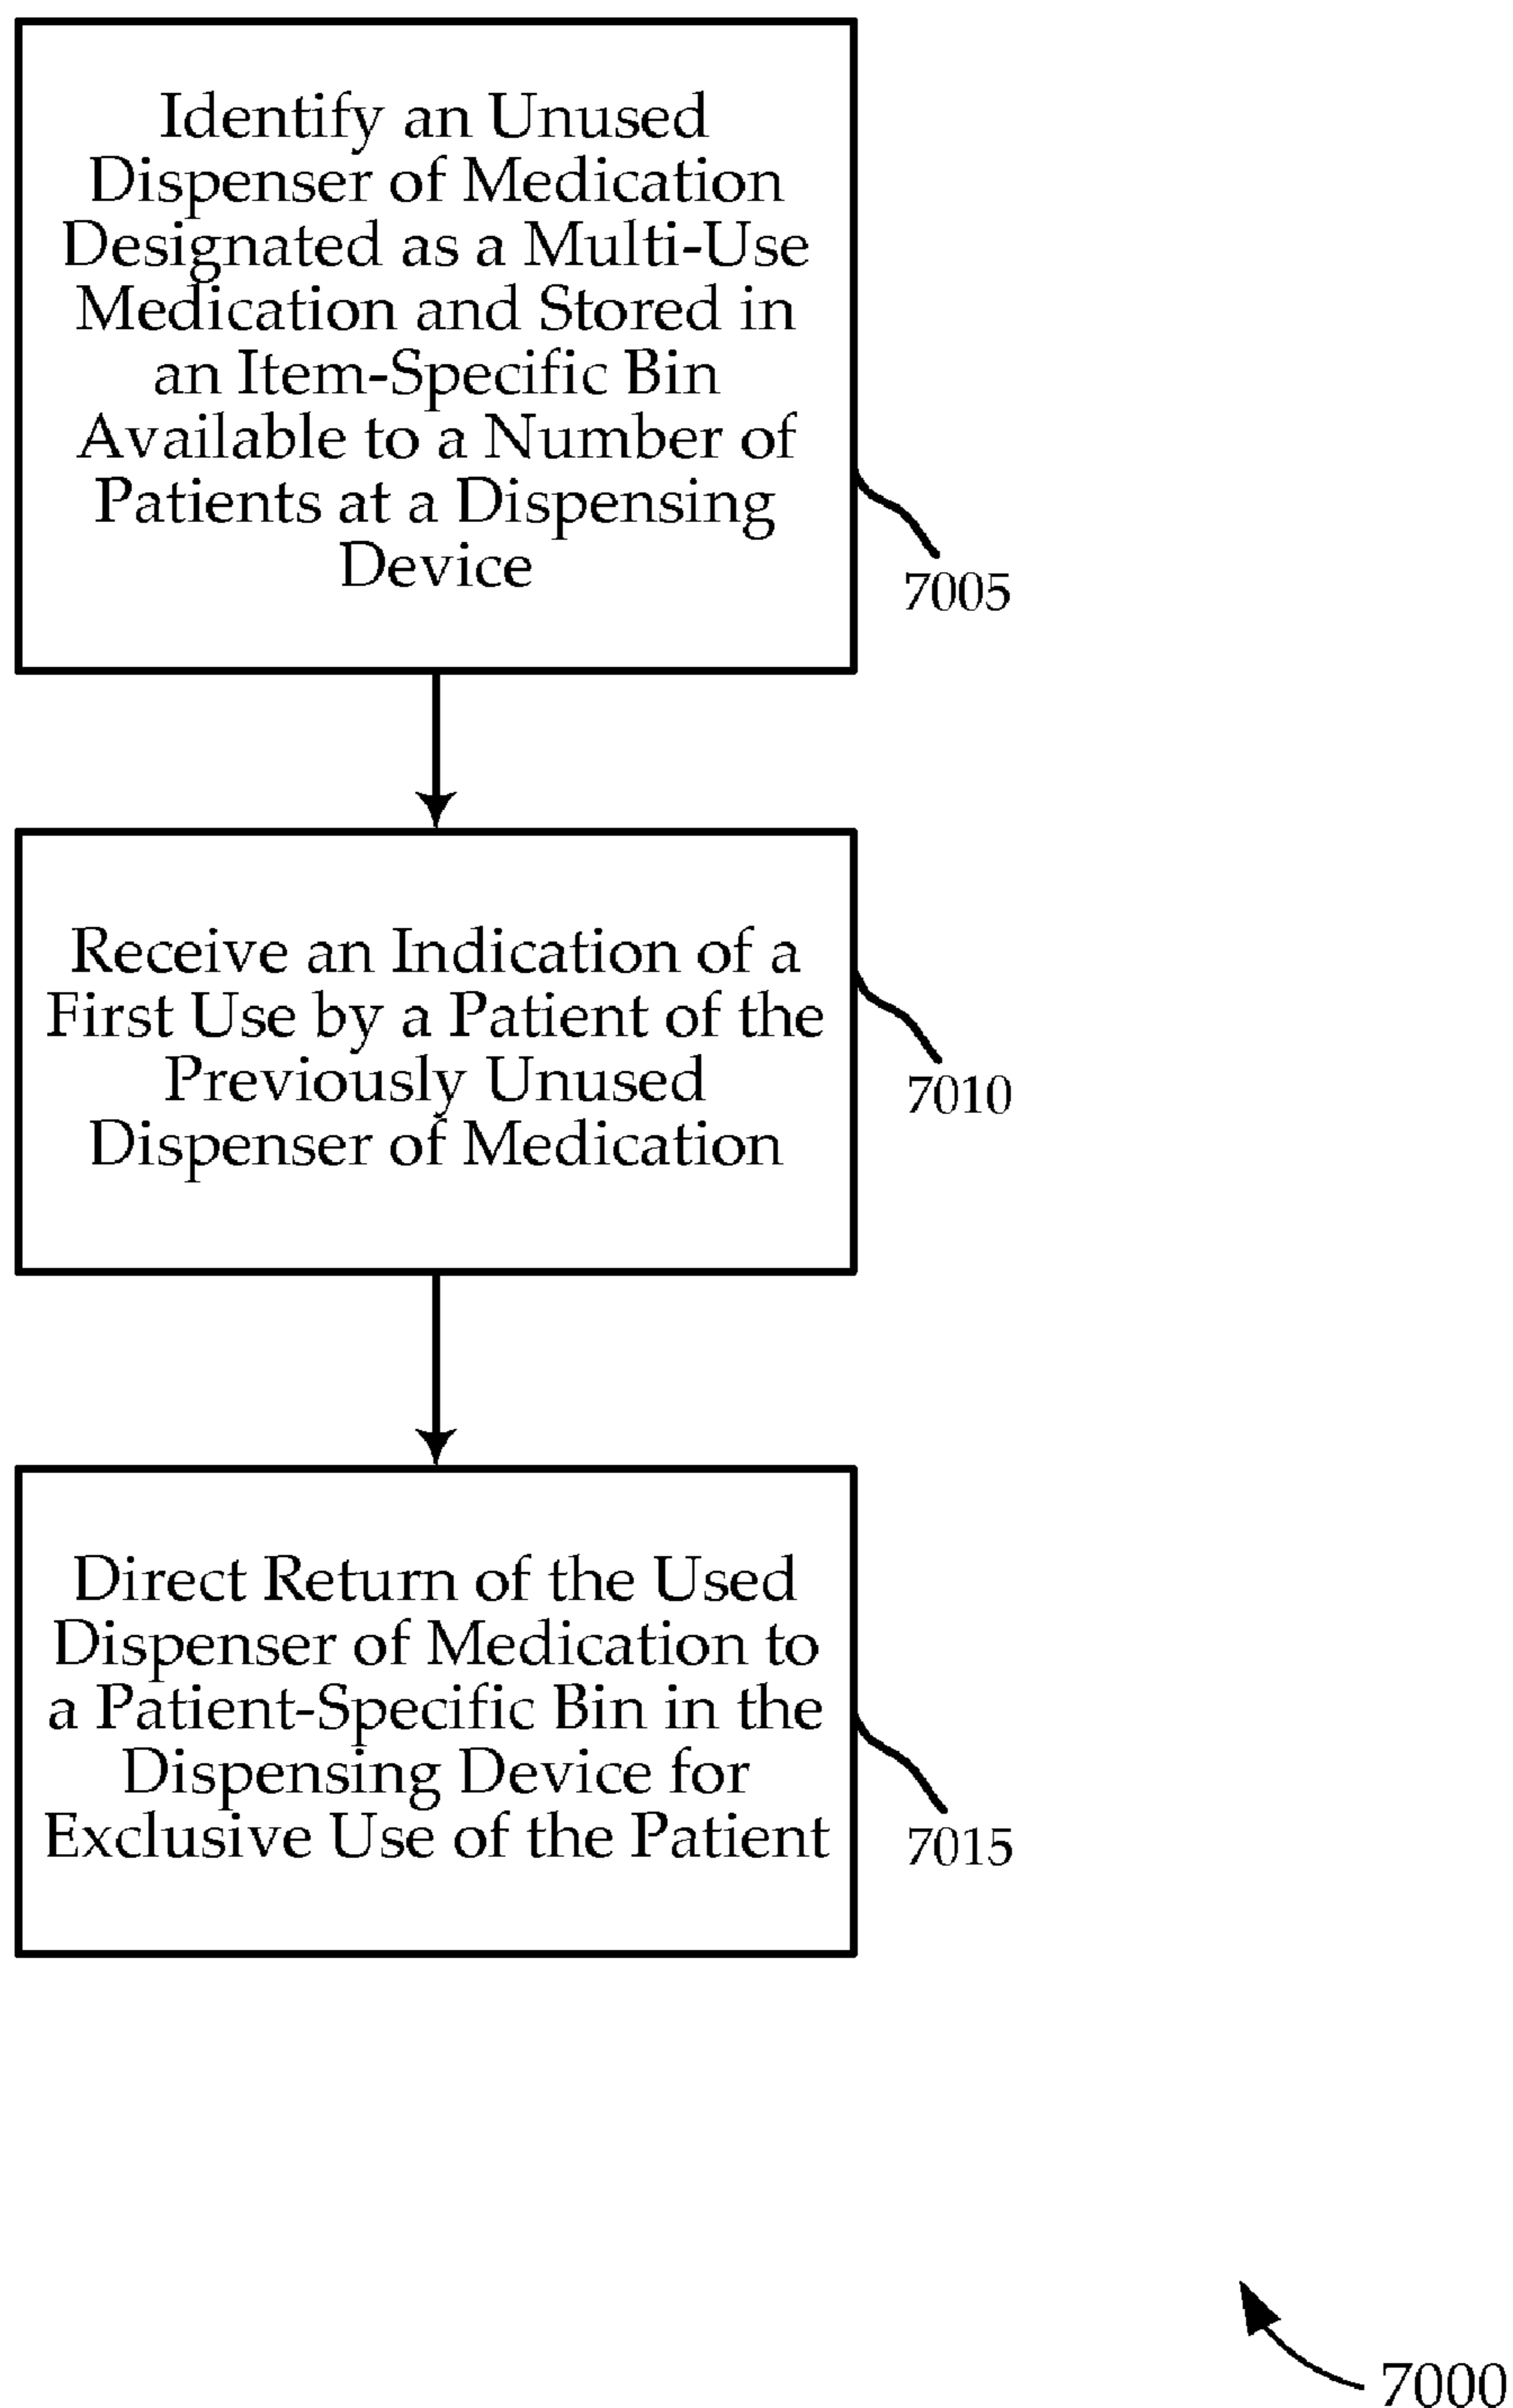 Identify an Unused
Dispenser of Medication
Designated as a Multi-Use
Medication and Stored in
an Item-Specific Bin
Available to a Number of
Patients at a Dispensing
Device
7005
Receive an Indication of a
First Use by a Patient of the
Previously Unused
Dispenser of Medication
7010
Direct Return of the Used
Dispenser of Medication to
a Patient-Specific Bin in the
Dispensing Device for
Exclusive Use of the Patient
7015
7000